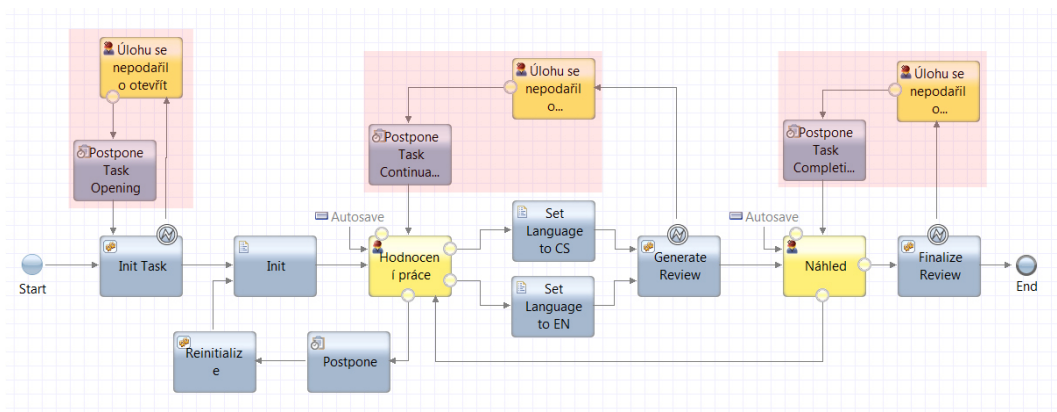 Úlohu se
nepodařil
o otevřít
Postpone
Task
Opening
Úlohu se
nepodařil
o...
Postpone
Task
Continua...
Úlohu se
nepodařil
o...
Postpone
Task
Completi...
Start
Init Task
Init
Autosave
Hodnocen
í práce
Set
Language
to CS
Set
Language
to EN
Generate
Review
Autosave
Náhled
Finalize
Review
End
Reinitializ
e
Postpone